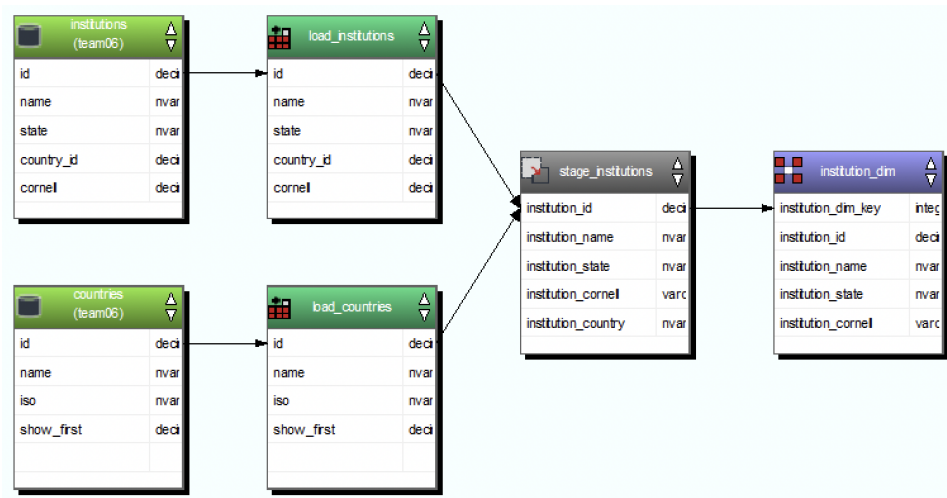 institutions
(team06)
id deci
name nvar
state nvar
country_id deci
cornell deci
load_institutions
id deci
name nvar
state nvar
country_id deci
cornell deci
countries
(team06)
id deci
name nvar
iso nvar
show_first deci
load_countries
id deci
name nvar
iso nvar
show_first deci
stage_institutions
institution_id deci
institution_name nvar
institution_state nvar
institution_cornell varc
institution_country nvar
institution_dim
institution_dim_key integ
institution_id deci
institution_name nvar
institution_state nvar
institution_cornell varc